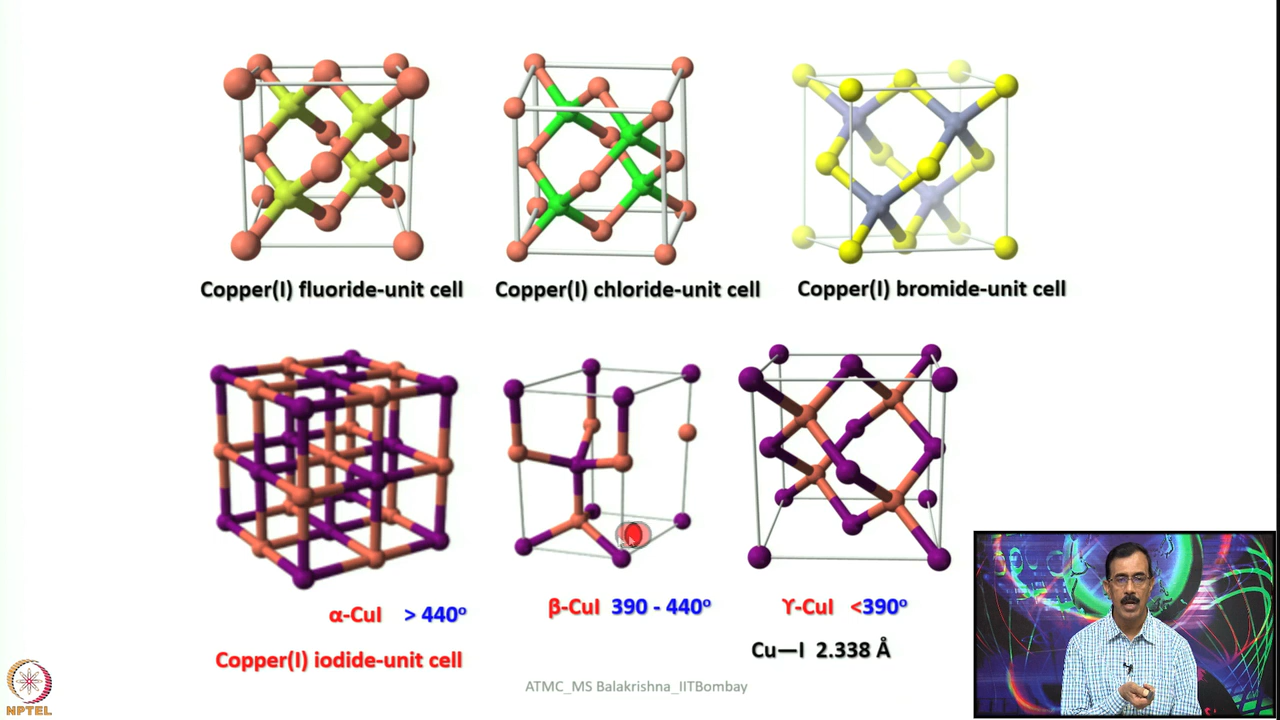 Copper(I) fluoride-unit cell
Copper(I) chloride-unit cell
Copper(I) bromide-unit cell
α-CuI > 440º
β-CuI 390 - 440º
ϒ-CuI <390º
Copper(I) iodide-unit cell
Cu—I 2.338 Å
ATMC_MS Balakrishna_IITBombay
NPTEL